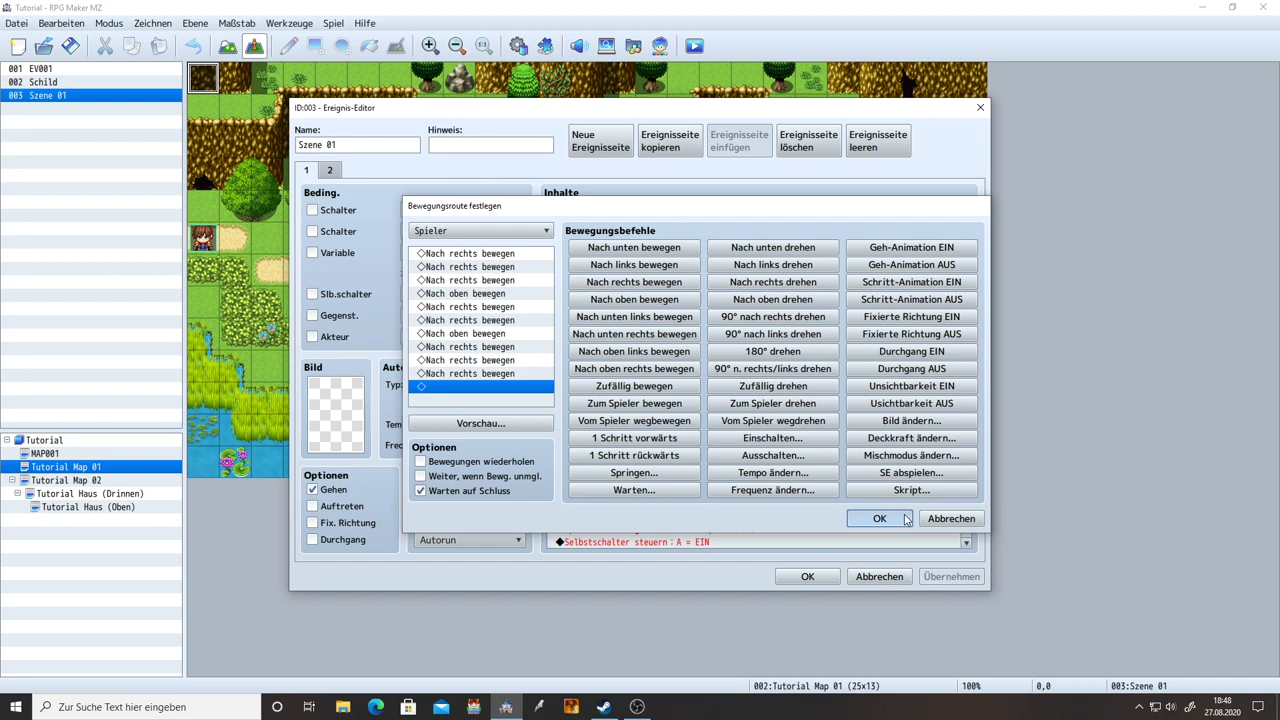 Tutorial - RPG Maker MZ
Datei Bearbeiten Modus Zeichnen Ebene Maßstab Werkzeuge Spiel Hilfe
001 EV001
002 Schild
003 Szene 01
ID:003 - Ereignis-Editor
Name:
Hinweis:
Szene 01
Neue Ereignisseite
Ereignisseite kopieren
Ereignisseite einfügen
Ereignisseite löschen
Ereignisseite leeren
1 2
Beding.
Inhalte
Schalter
Schalter
Variable
Slb.schalter
Gegenst.
Akteur
Bild
Optionen
Gehen
Auftreten
Fix. Richtung
Durchgang
Autorun
◆Selbstschalter steuern：A = EIN
OK Abbrechen Übernehmen
Bewegungsroute festlegen
Spieler
◇Nach rechts bewegen
◇Nach rechts bewegen
◇Nach rechts bewegen
◇Nach oben bewegen
◇Nach rechts bewegen
◇Nach rechts bewegen
◇Nach oben bewegen
◇Nach rechts bewegen
◇Nach rechts bewegen
◇Nach rechts bewegen
◇
Vorschau...
Optionen
Bewegungen wiederholen
Weiter, wenn Bewg. unmgl.
Warten auf Schluss
Bewegungsbefehle
Nach unten bewegen Nach unten drehen Geh-Animation EIN
Nach links bewegen Nach links drehen Geh-Animation AUS
Nach rechts bewegen Nach rechts drehen Schritt-Animation EIN
Nach oben bewegen Nach oben drehen Schritt-Animation AUS
Nach unten links bewegen 90° nach rechts drehen Fixierte Richtung EIN
Nach unten rechts bewegen 90° nach links drehen Fixierte Richtung AUS
Nach oben links bewegen 180° drehen Durchgang EIN
Nach oben rechts bewegen 90° n. rechts/links drehen Durchgang AUS
Zufällig bewegen Zufällig drehen Unsichtbarkeit EIN
Zum Spieler bewegen Zum Spieler drehen Usichtbarkeit AUS
Vom Spieler wegbewegen Vom Spieler wegdrehen Bild ändern...
1 Schritt vorwärts Einschalten... Deckkraft ändern...
1 Schritt rückwärts Ausschalten... Mischmodus ändern...
Springen... Tempo ändern... SE abspielen...
Warten... Frequenz ändern... Skript...
OK Abbrechen
Tutorial
MAP001
Tutorial Map 01
Tutorial Map 02
Tutorial Haus (Drinnen)
Tutorial Haus (Oben)
002:Tutorial Map 01 (25x13) 100% 0,0 003:Szene 01
Zur Suche Text hier eingeben
18:48
27.08.2020